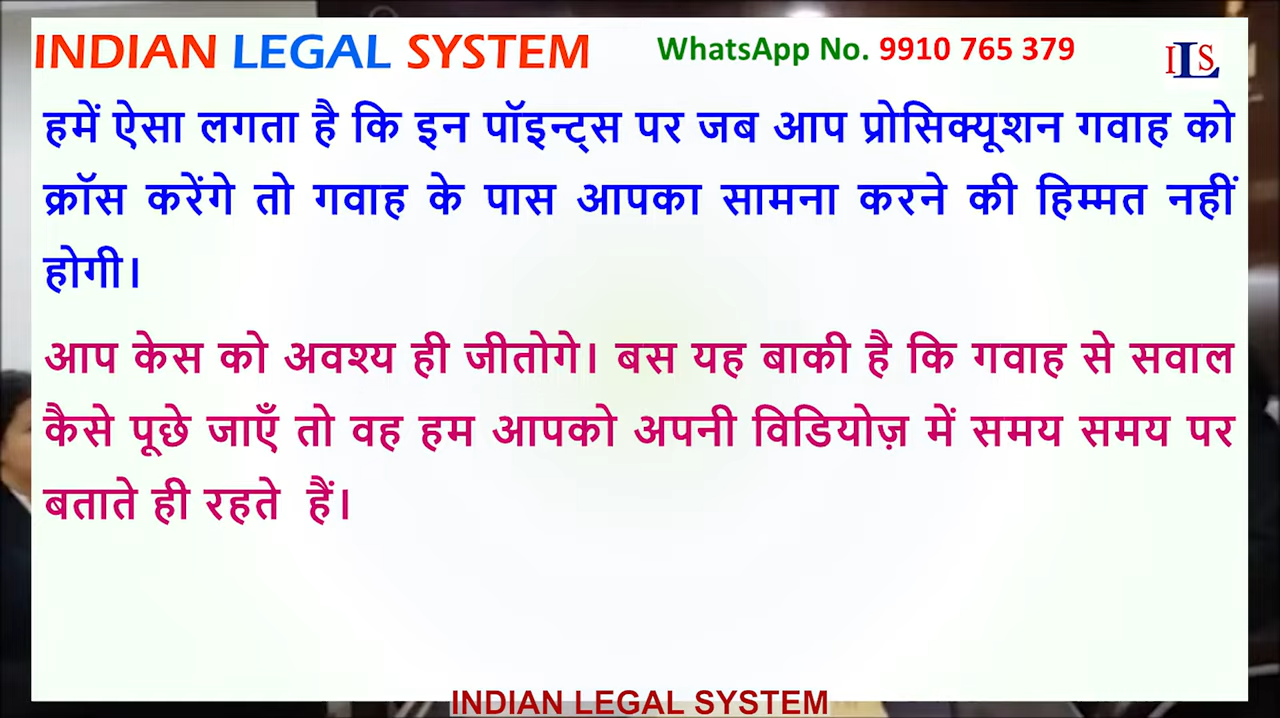 INDIAN LEGAL SYSTEM WhatsApp No. 9910 765 379 ILS
हमें ऐसा लगता है कि इन पॉइन्ट्स पर जब आप प्रोसिक्यूशन गवाह को
क्रॉस करेंगे तो गवाह के पास आपका सामना करने की हिम्मत नहीं
होगी।
आप केस को अवश्य ही जीतोगे। बस यह बाकी है कि गवाह से सवाल
कैसे पूछे जाएँ तो वह हम आपको अपनी विडियोज़ में समय समय पर
बताते ही रहते हैं।
INDIAN LEGAL SYSTEM